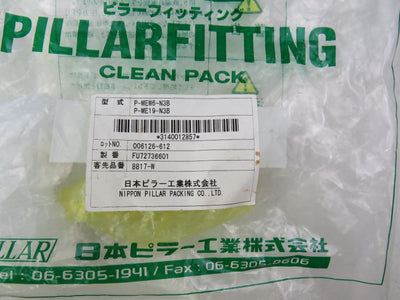 ピラーフィッティング
PILLARFITTING
CLEAN PACK
型 式 P-MEW6-N3B
P-ME19-N3B
*3140012857*
ロットNO. 006126-612
製 番 FU72736601
客先品番 8817-W
日本ピラー工業株式会社
NIPPON PILLAR PACKING CO.,LTD.
ILLAR 日本ピラー工業株式会社
Tel : 06-6305-1941 / Fax : 06-6305-0606